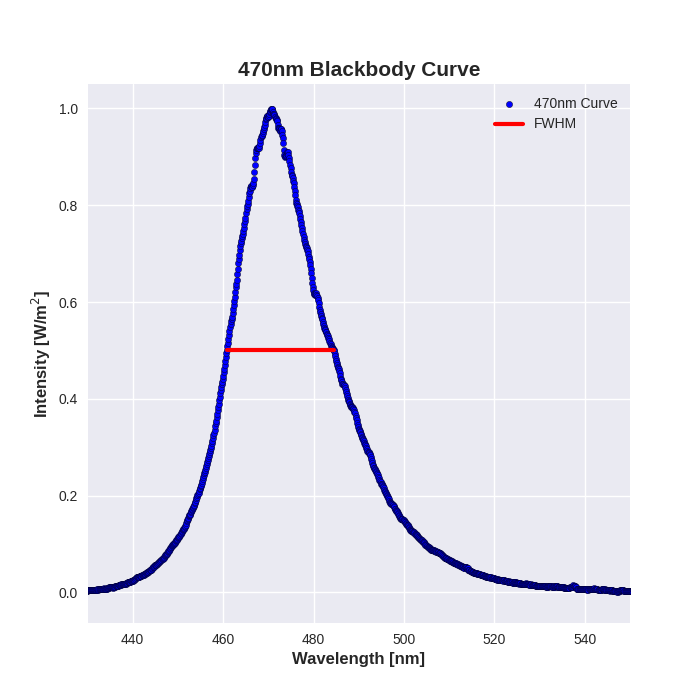 470nm Blackbody Curve
470nm Curve
FWHM
Intensity [W/m²]
1.0
0.8
0.6
0.4
0.2
0.0
440 460 480 500 520 540
Wavelength [nm]